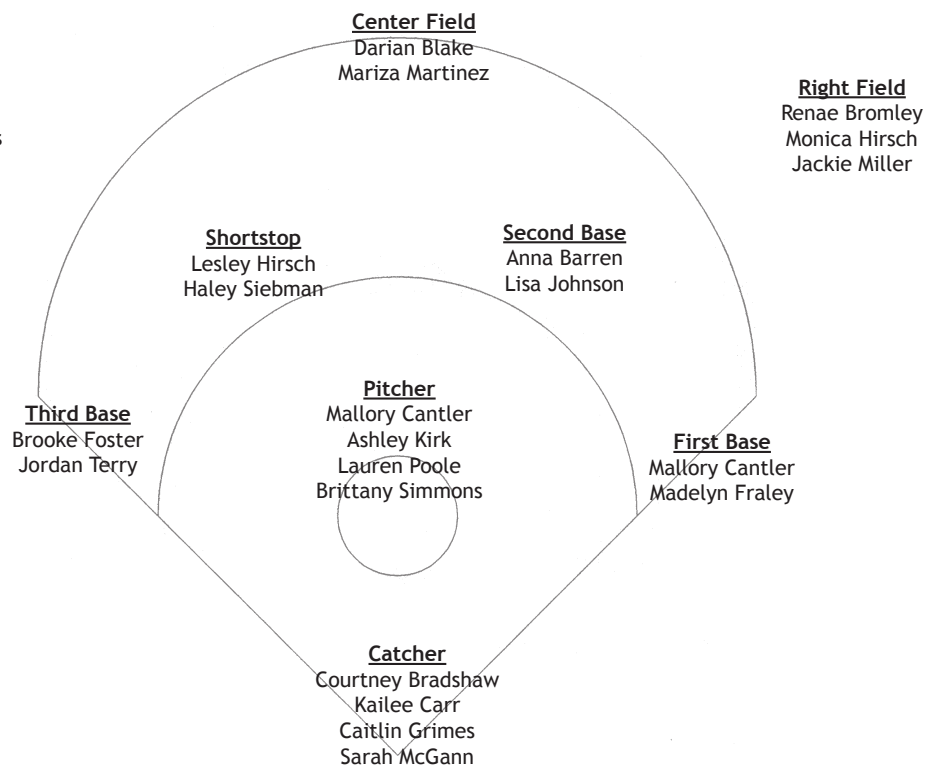 Center Field
Darian Blake
Mariza Martinez
Right Field
Renae Bromley
Monica Hirsch
Jackie Miller
Shortstop
Lesley Hirsch
Haley Siebman
Second Base
Anna Barren
Lisa Johnson
Third Base
Brooke Foster
Jordan Terry
Pitcher
Mallory Cantler
Ashley Kirk
Lauren Poole
Brittany Simmons
First Base
Mallory Cantler
Madelyn Fraley
Catcher
Courtney Bradshaw
Kailee Carr
Caitlin Grimes
Sarah McGann